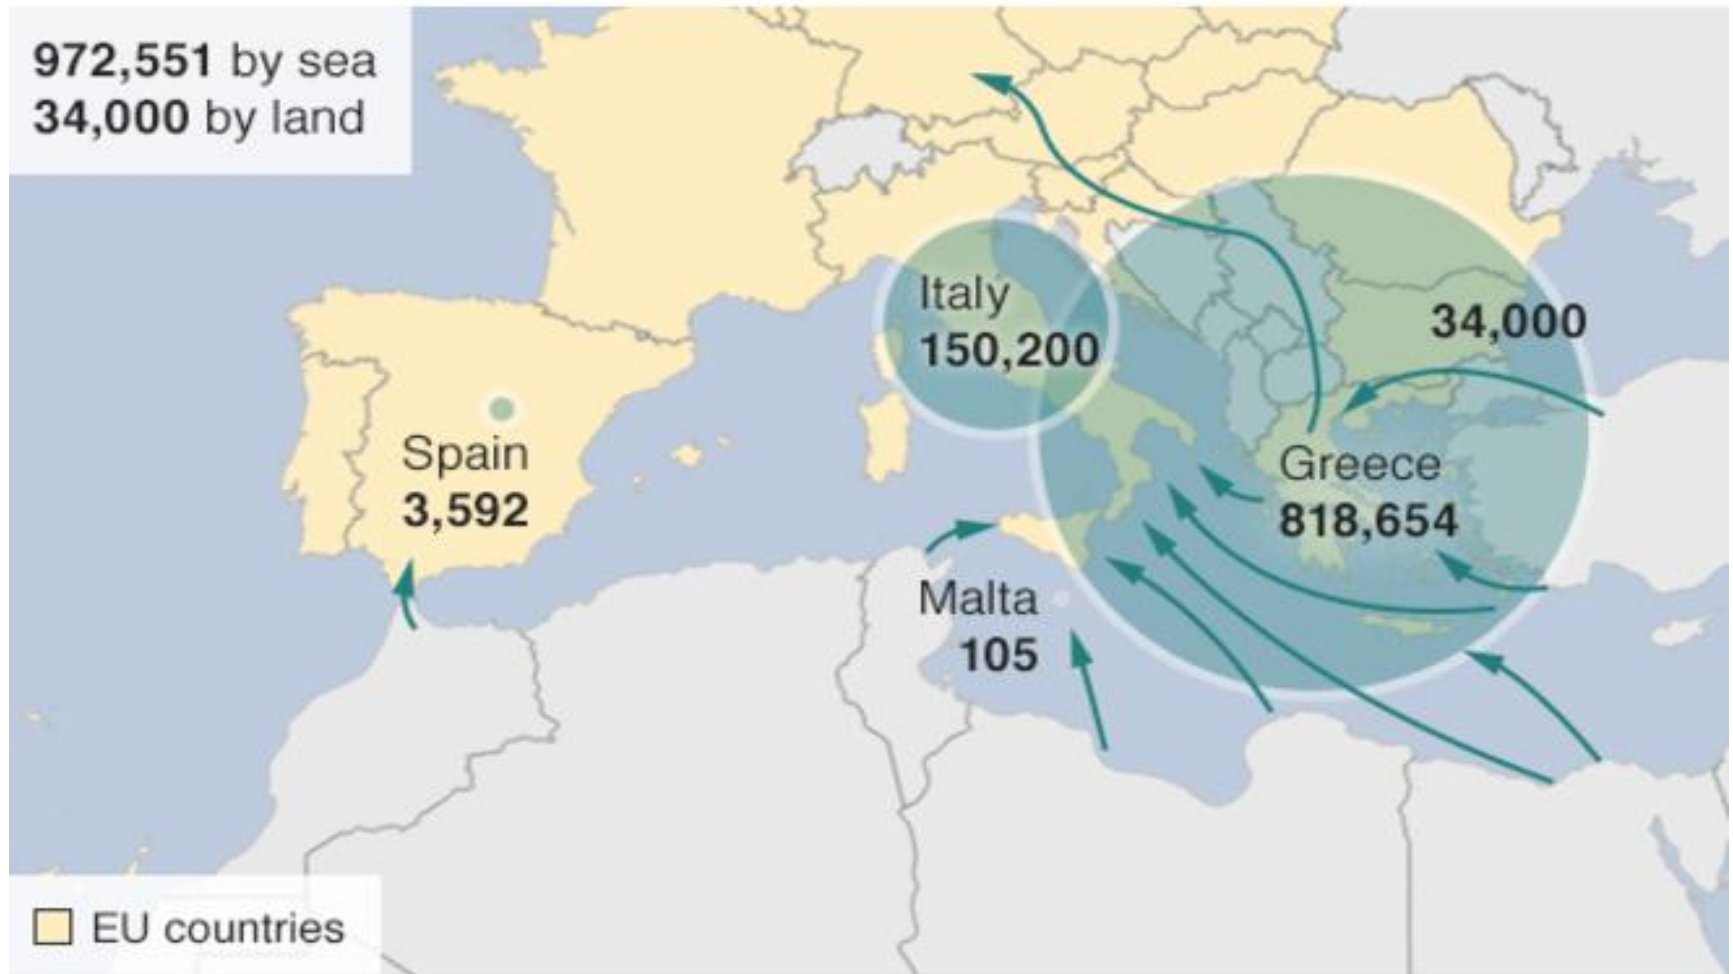 972,551 by sea
34,000 by land
Italy
150,200
34,000
Spain
3,592
Greece
818,654
Malta
105
EU countries